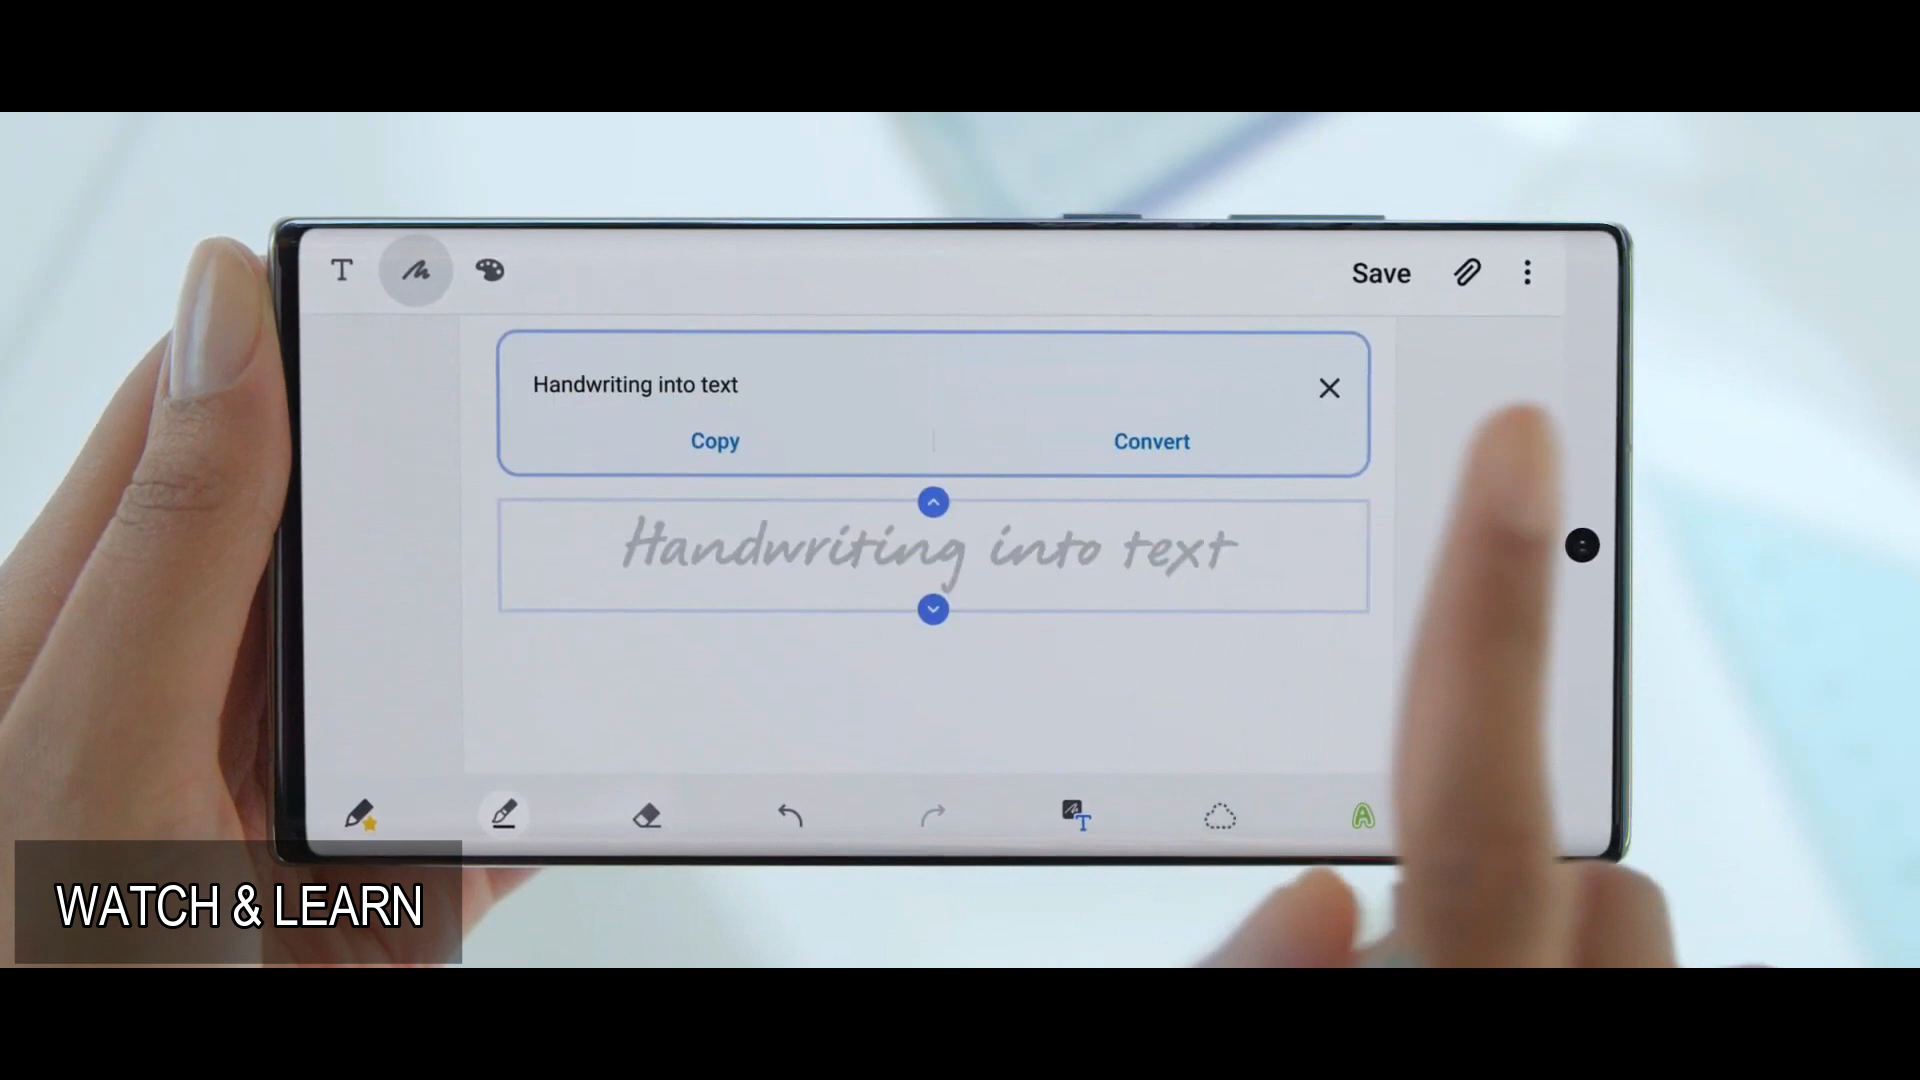 Save
Handwriting into text
Copy
Convert
Handwriting into text
WATCH & LEARN